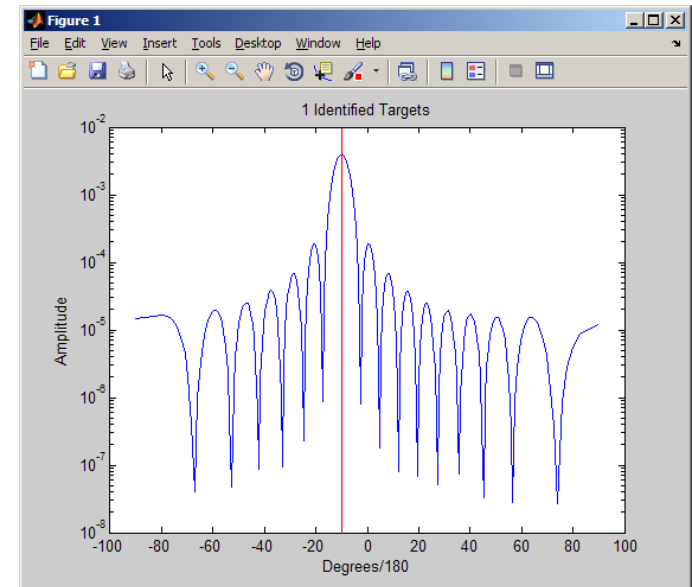 Figure 1
File Edit View Insert Tools Desktop Window Help
1 Identified Targets
10^-2
10^-3
10^-4
10^-5
10^-6
10^-7
10^-8
Amplitude
-100 -80 -60 -40 -20 0 20 40 60 80 100
Degrees/180